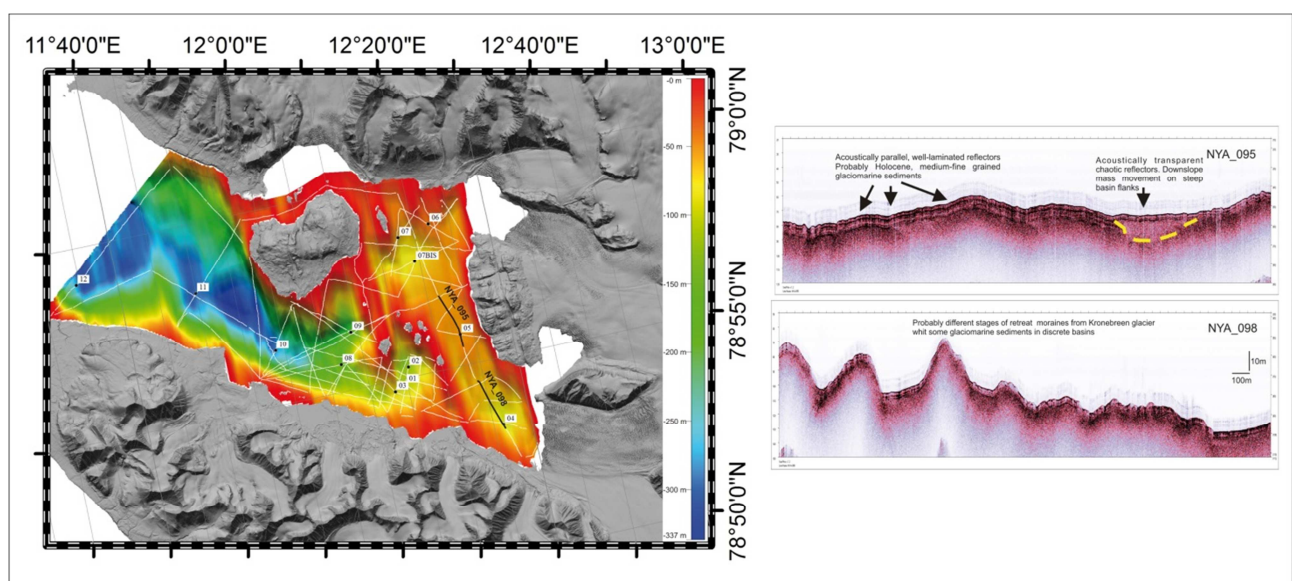 11°40'0"E 12°00'0"E 12°20'0"E 12°40'0"E 13°0'0"E
-0 m
-50 m
-100 m
-150 m
-200 m
-250 m
-300 m
-337 m
79°0'0"N
78°55'0"N
78°50'0"N
06
07
07BIS
12
11
NYA_095
09
05
10
08
02
01
03
NYA_098
04
Acoustically parallel, well-laminated reflectors
Probably Holocene, medium-fine grained
glaciomarine sediments
Acoustically transparent
chaotic reflectors. Downslope
mass movement on steep
basin flanks
NYA_095
Probably different stages of retreat moraines from Kronebreen glacier
whit some glaciomarine sediments in discrete basins
NYA_098
10m
100m